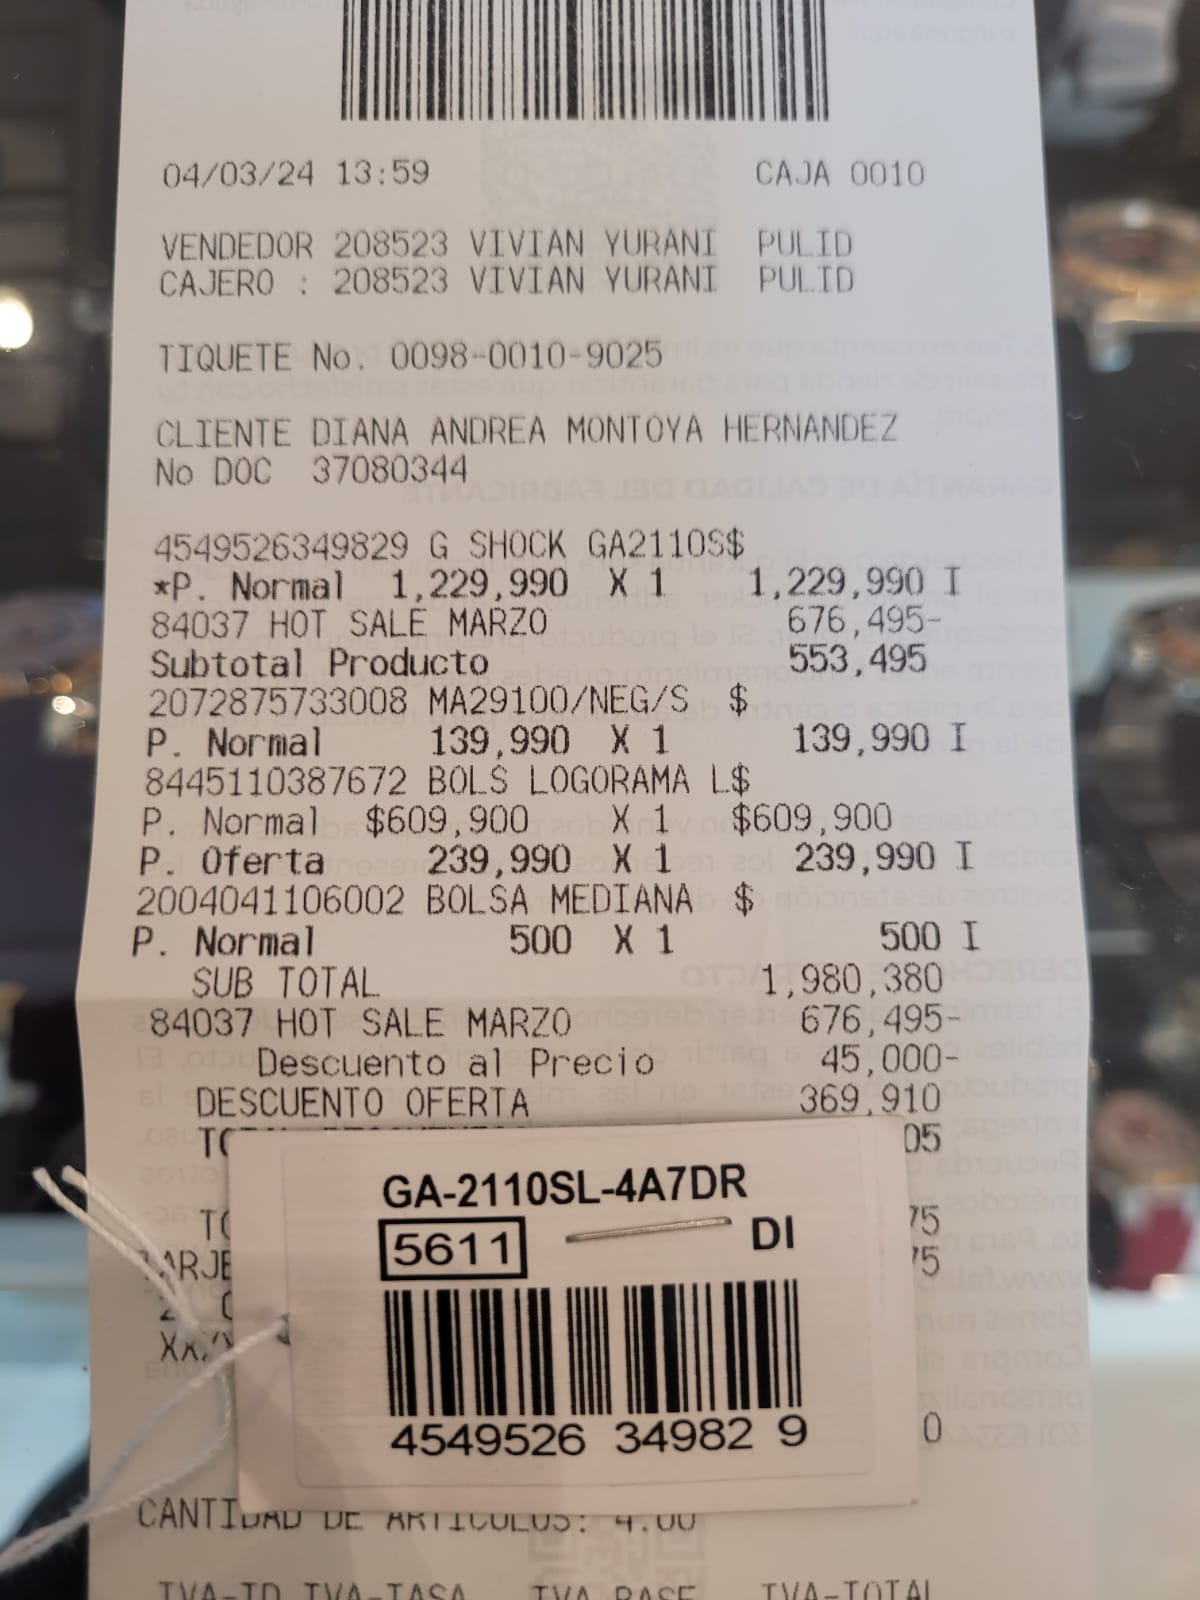 04/03/24 13:59 CAJA 0010
VENDEDOR 208523 VIVIAN YURANI PULID
CAJERO : 208523 VIVIAN YURANI PULID
TIQUETE No. 0098-0010-9025
CLIENTE DIANA ANDREA MONTOYA HERNANDEZ
No DOC 37080344
4549526349829 G SHOCK GA2110S$
*P. Normal 1,229,990 X 1 1,229,990 I
84037 HOT SALE MARZO 676,495-
Subtotal Producto 553,495
2072875733008 MA29100/NEG/S $
P. Normal 139,990 X 1 139,990 I
8445110387672 BOLS LOGORAMA L$
P. Normal $609,900 X 1 $609,900
P. Oferta 239,990 X 1 239,990 I
2004041106002 BOLSA MEDIANA $
P. Normal 500 X 1 500 I
SUB TOTAL 1,980,380
84037 HOT SALE MARZO 676,495-
Descuento al Precio 45,000-
DESCUENTO OFERTA 369,910
05
GA-2110SL-4A7DR
5611 DI
75
75
4549526 34982 9
0
CANTIDAD DE ARTICULOS: 4.00
IVA-ID IVA-TASA IVA BASE IVA-TOTAL